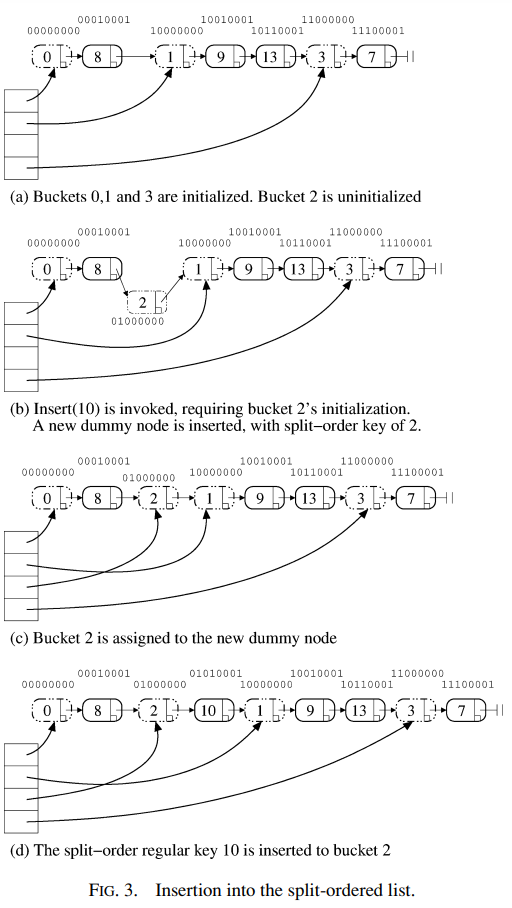 00010001 10010001 11000000
00000000 10000000 10110001 11100001
0 8 1 9 13 3 7
(a) Buckets 0,1 and 3 are initialized. Bucket 2 is uninitialized
00010001 10010001 11000000
00000000 10000000 10110001 11100001
0 8 1 9 13 3 7
2
01000000
(b) Insert(10) is invoked, requiring bucket 2's initialization.
A new dummy node is inserted, with split−order key of 2.
00010001 10010001 11000000
00000000 01000000 10000000 10110001 11100001
0 8 2 1 9 13 3 7
(c) Bucket 2 is assigned to the new dummy node
00010001 01010001 10010001 11000000
00000000 01000000 10000000 10110001 11100001
0 8 2 10 1 9 13 3 7
(d) The split−order regular key 10 is inserted to bucket 2
FIG. 3. Insertion into the split-ordered list.